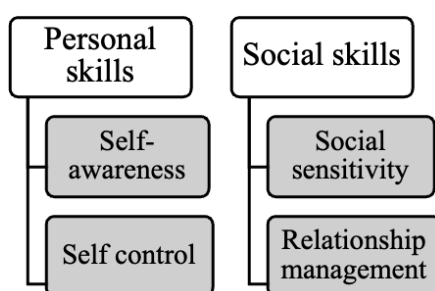 Personal
skills
Self-
awareness
Self control
Social skills
Social
sensitivity
Relationship
management